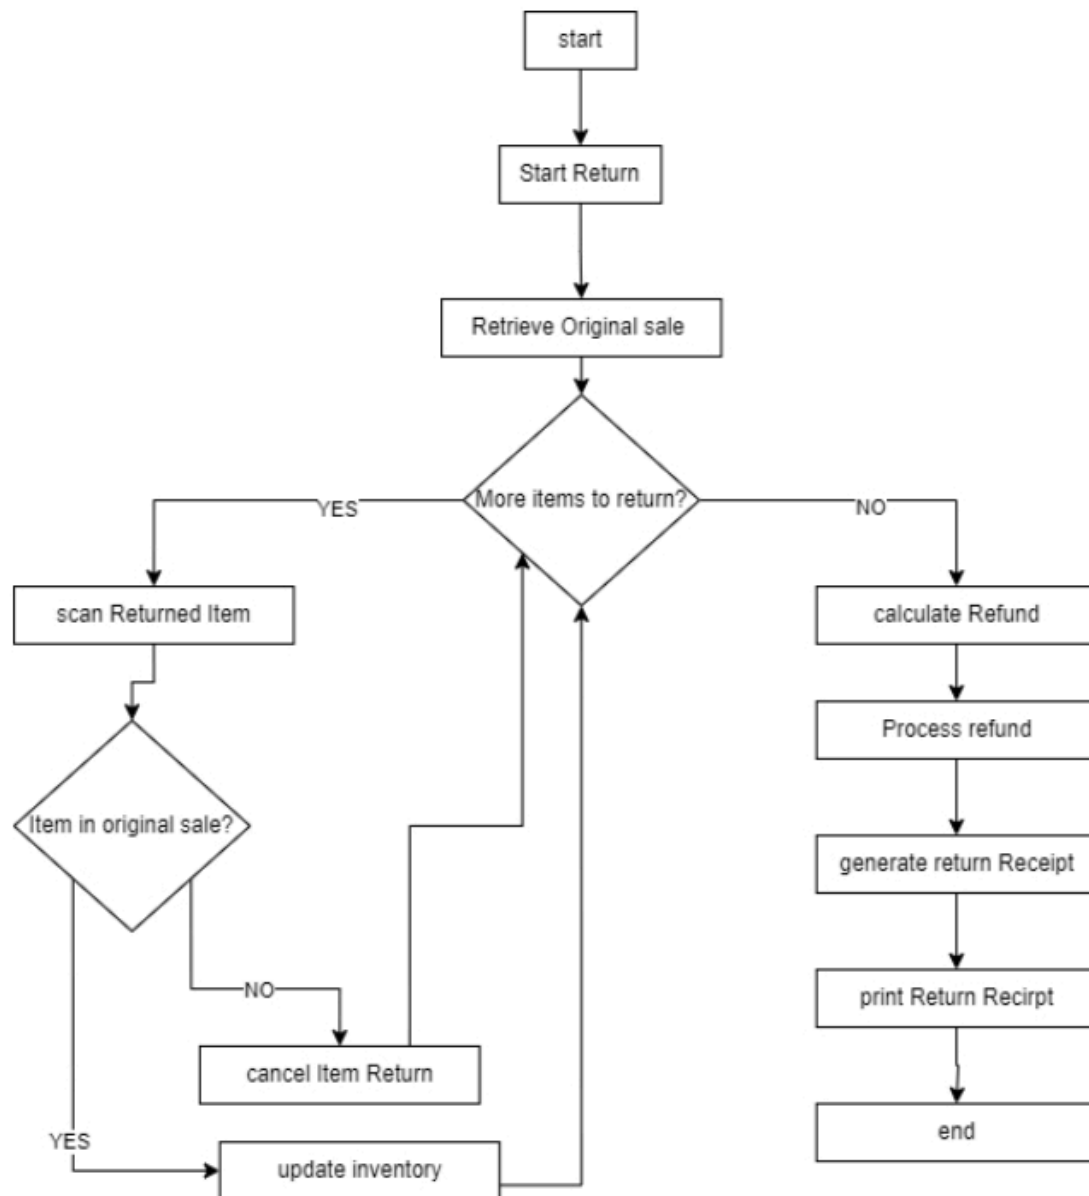 start
Start Return
Retrieve Original sale
More items to return?
YES
NO
scan Returned Item
calculate Refund
Process refund
Item in original sale?
generate return Receipt
NO
print Return Recirpt
cancel Item Return
YES
update inventory
end